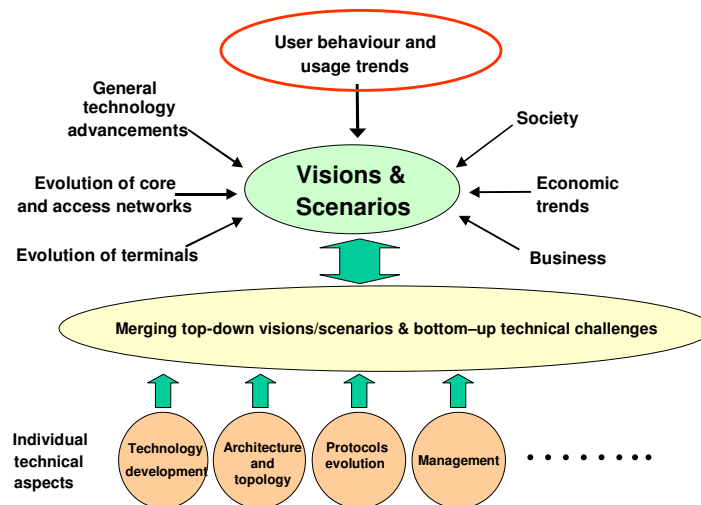 User behaviour and
usage trends
General
technology
advancements
Society
Visions &
Scenarios
Evolution of core
and access networks
Economic
trends
Evolution of terminals
Business
Merging top-down visions/scenarios & bottom–up technical challenges
Individual
technical
aspects
Technology
development
Architecture
and
topology
Protocols
evolution
Management
. . . . . . . .